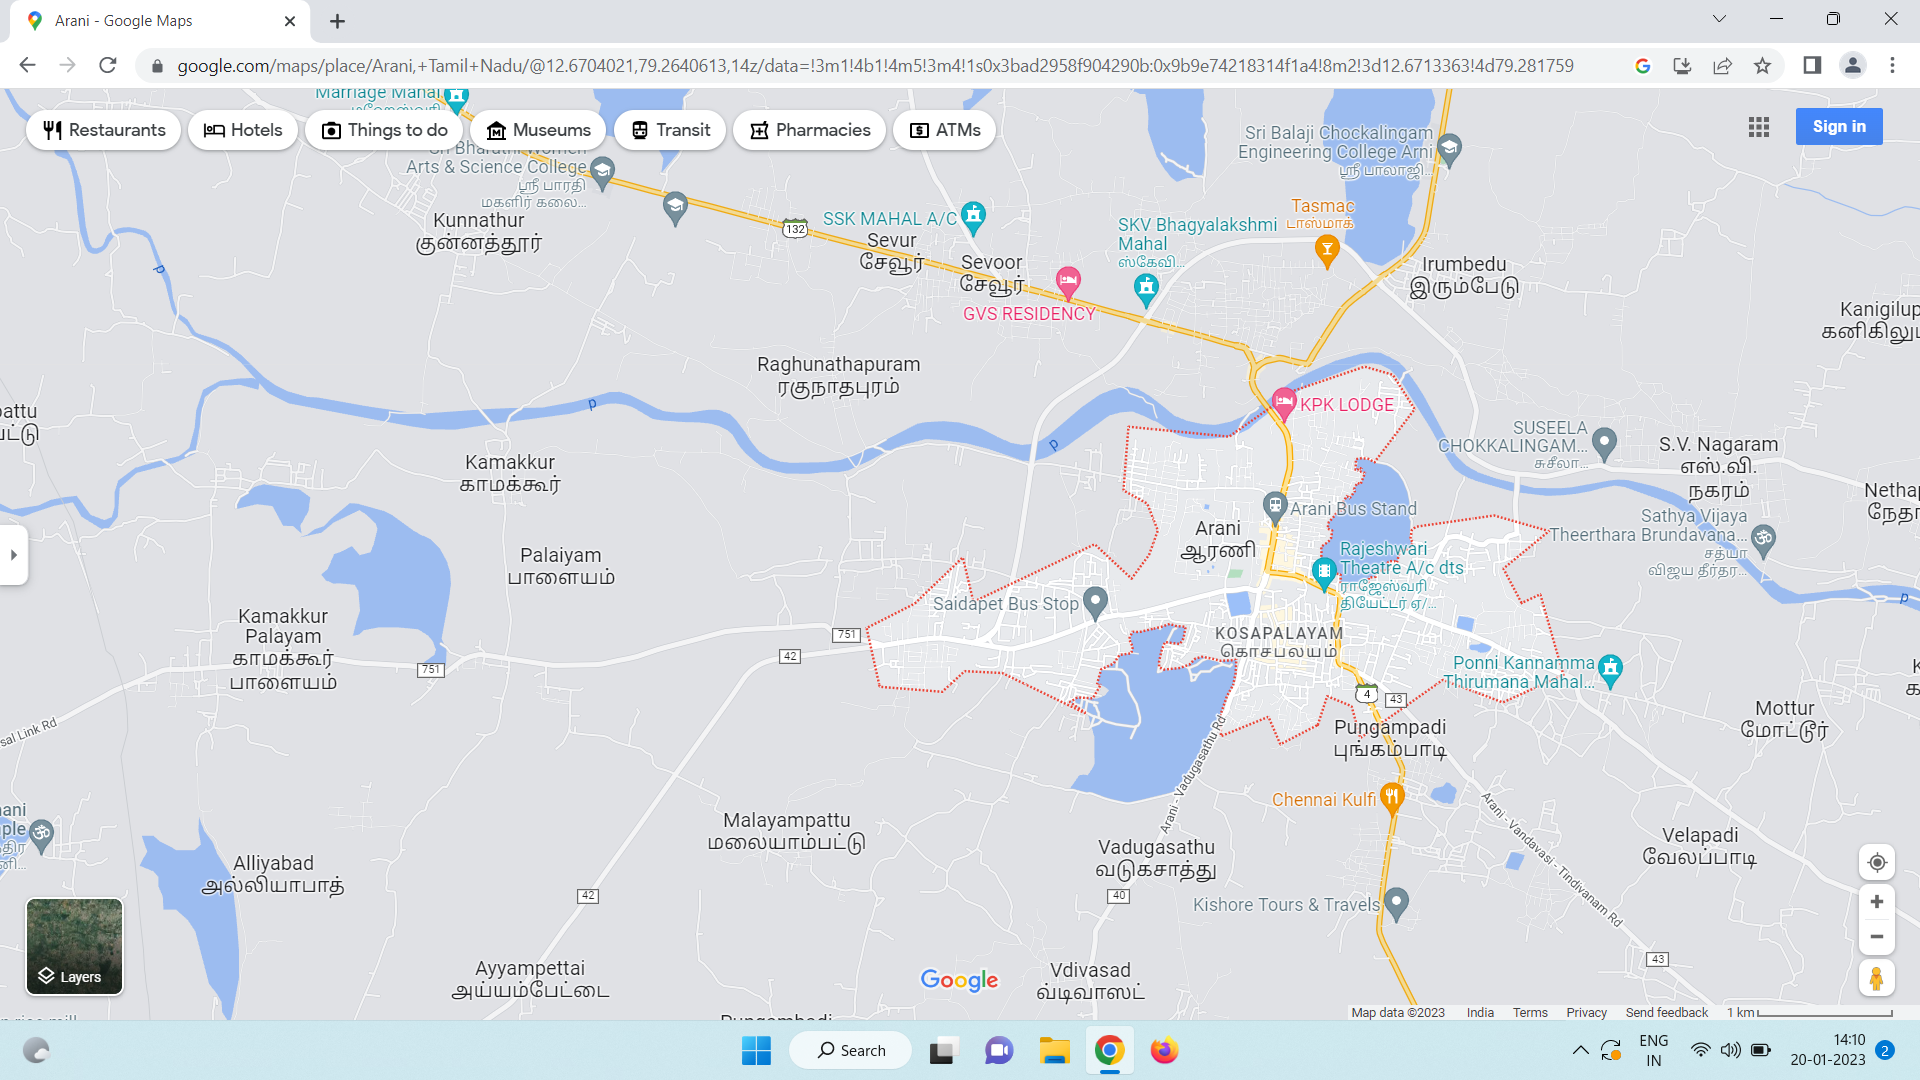 Arani - Google Maps
google.com/maps/place/Arani,+Tamil+Nadu/@12.6704021,79.2640613,14z/data=!3m1!4b1!4m5!3m4!1s0x3bad2958f904290b:0x9b9e74218314f1a4!8m2!3d12.6713363!4d79.281759
Marriage Mahal
Restaurants
Hotels
Things to do
Museums
Transit
Pharmacies
ATMs
Sign in
Sri Bharathi Women
Arts & Science College
ஸ்ரீ பாரதி
மகளிர் கலை...
Kunnathur
குன்னத்தூர்
132
SSK MAHAL A/C
Sevur
சேவூர்
Sevoor
சேவூர்
GVS RESIDENCY
SKV Bhagyalakshmi
Mahal
ஸ்கேவி...
Sri Balaji Chockalingam
Engineering College Arni
ஸ்ரீ பாலாஜி...
Tasmac
டாஸ்மாக்
Irumbedu
இரும்பேடு
Kanigilup
கனிகிலுப
Raghunathapuram
ரகுநாதபுரம்
KPK LODGE
SUSEELA
CHOKKALINGAM...
சுசீலா...
S.V. Nagaram
எஸ்.வி.
நகரம்
Kamakkur
காமக்கூர்
Arani Bus Stand
Arani
ஆரணி
Sathya Vijaya
Theerthara Brundavana...
சத்யா
விஜய தீர்தர...
Palaiyam
பாளையம்
Rajeshwari
Theatre A/c dts
ராஜேஸ்வரி
தியேட்டர் ஏ/...
Saidapet Bus Stop
KOSAPALAYAM
கொசபலயம்
Kamakkur
Palayam
காமக்கூர்
பாளையம்
751
751
42
Ponni Kannamma
Thirumana Mahal...
4
43
Pungampadi
புங்கம்பாடி
Mottur
மோட்டூர்
sal Link Rd
Arani - Vadugasathu Rd
Chennai Kulfi
Malayampattu
மலையாம்பட்டு
Vadugasathu
வடுகசாத்து
Arani - Vandavasi - Tindivanam Rd
Velapadi
வேலப்பாடி
Alliyabad
அல்லியாபாத்
42
40
Kishore Tours & Travels
43
Layers
Ayyampettai
அய்யம்பேட்டை
Google
Vdivasad
வ்டிவாஸட்
Map data ©2023 India Terms Privacy Send feedback 1 km
Search
ENG
IN
14:10
20-01-2023
2